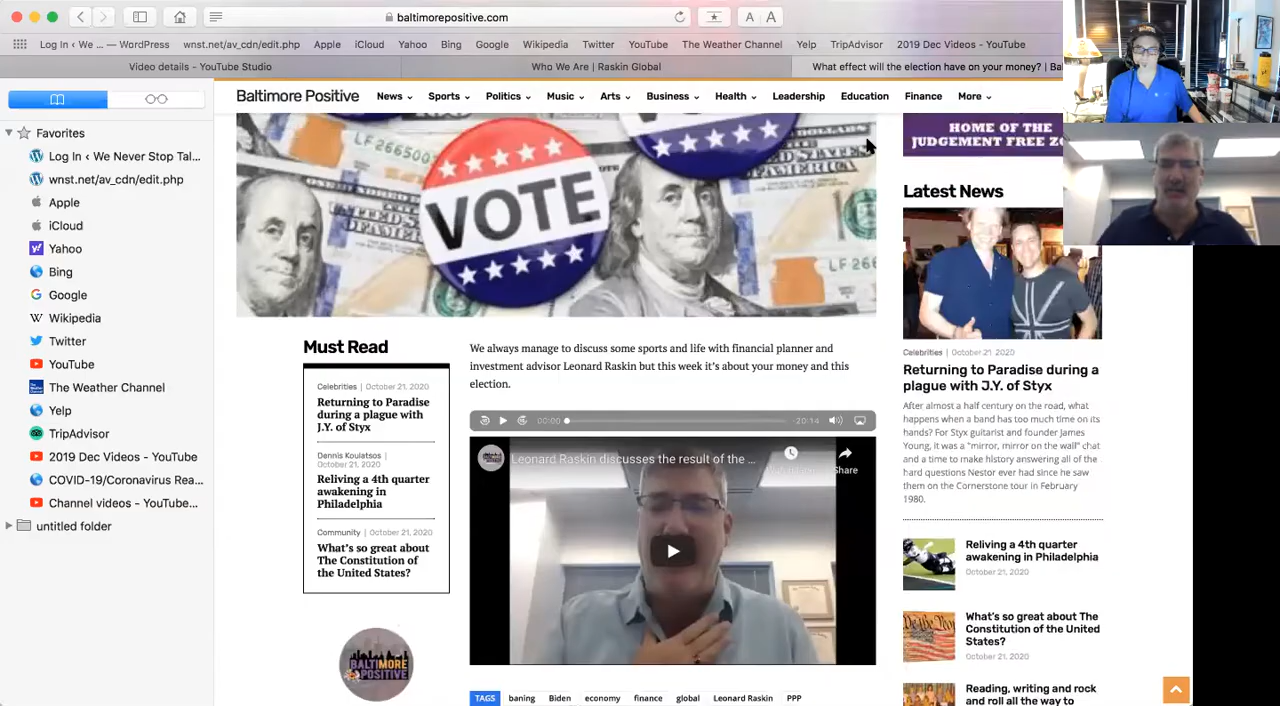 baltimorepositive.com
A A
Log In ‹ We ... — WordPress wnst.net/av_cdn/edit.php Apple iCloud Yahoo Bing Google Wikipedia Twitter YouTube The Weather Channel Yelp TripAdvisor 2019 Dec Videos - YouTube
Video details - YouTube Studio
Who We Are | Raskin Global
What effect will the election have on your money? | Bal
Baltimore Positive News Sports Politics Music Arts Business Health Leadership Education Finance More
Favorites
Log In ‹ We Never Stop Tal...
wnst.net/av_cdn/edit.php
Apple
iCloud
Yahoo
Bing
Google
Wikipedia
Twitter
YouTube
The Weather Channel
Yelp
TripAdvisor
2019 Dec Videos - YouTube
COVID-19/Coronavirus Rea...
Channel videos - YouTube...
untitled folder
266500
DOLLARS
VOTE
LF 266
Must Read
Celebrities | October 21, 2020
Returning to Paradise
during a plague with
J.Y. of Styx
Dennis Koulatsos |
October 21, 2020
Reliving a 4th quarter
awakening in
Philadelphia
Community | October 21, 2020
What's so great about
The Constitution of
the United States?
BALTIMORE
POSITIVE
We always manage to discuss some sports and life with financial planner and
investment advisor Leonard Raskin but this week it's about your money and this
election.
00:00 -20:14
Leonard Raskin discusses the result of the ...
Share
TAGS baning Biden economy finance global Leonard Raskin PPP
HOME OF THE
JUDGEMENT FREE ZO
Latest News
Celebrities | October 21, 2020
Returning to Paradise during a
plague with J.Y. of Styx
After almost a half century on the road, what
happens when a band has too much time on its
hands? For Styx guitarist and founder James
Young, it was a "mirror, mirror on the wall" chat
and a time to make history answering all of the
hard questions Nestor ever had since he saw
them on the Cornerstone tour in February
1980.
Reliving a 4th quarter
awakening in Philadelphia
October 21, 2020
We the People
What's so great about The
Constitution of the United
States?
October 21, 2020
Reading, writing and rock
and roll all the way to